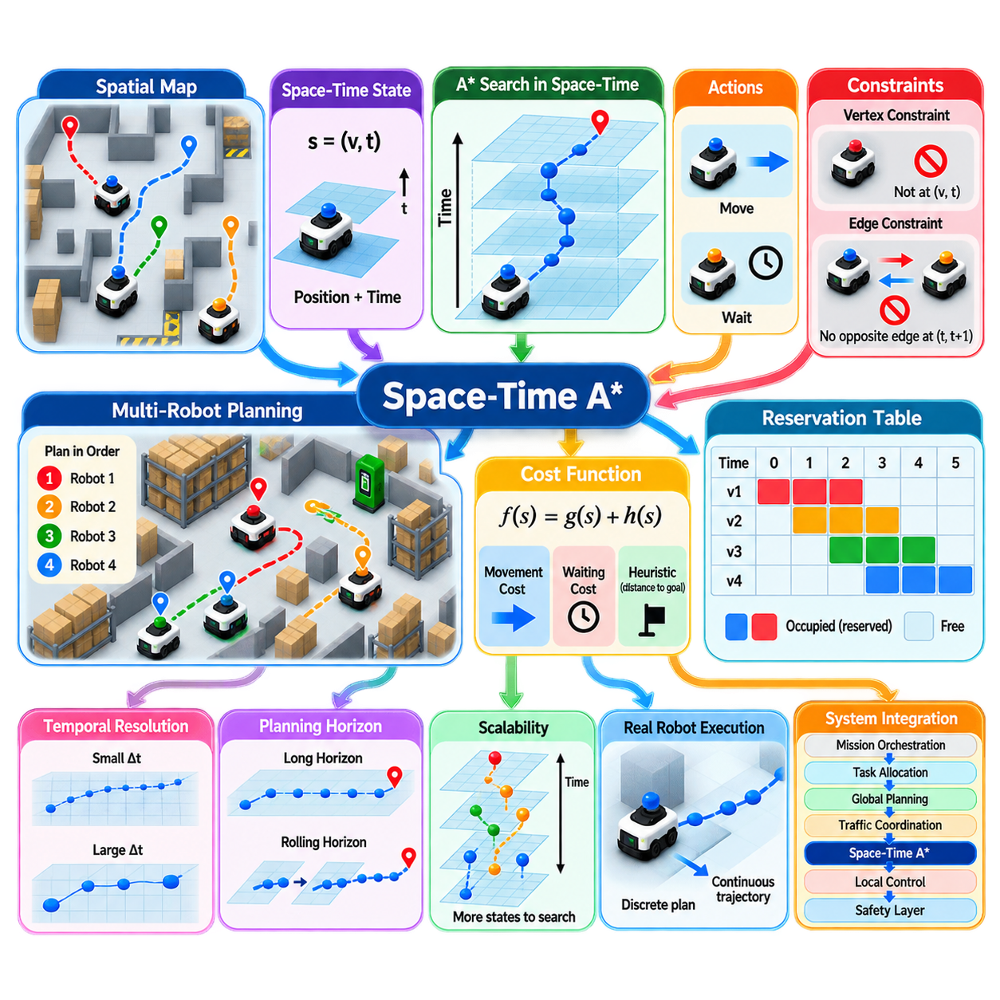 Spatial Map
Space-Time State
s = (v, t)
t
Position + Time
A* Search in Space-Time
Time
Actions
Move
Wait
Constraints
Vertex Constraint
Not at (v, t)
Edge Constraint
No opposite edge at (t, t+1)
Space-Time A*
Multi-Robot Planning
Plan in Order
1 Robot 1
2 Robot 2
3 Robot 3
4 Robot 4
Cost Function
f(s) = g(s) + h(s)
Movement
Cost
Waiting
Cost
Heuristic
(distance to goal)
Reservation Table
Time 0 1 2 3 4 5
v1
v2
v3
v4
Occupied (reserved)
Free
Temporal Resolution
Small Δt
Large Δt
Planning Horizon
Long Horizon
Rolling Horizon
Scalability
Time
More states to search
Real Robot Execution
Continuous
trajectory
Discrete plan
System Integration
Mission Orchestration
Task Allocation
Global Planning
Traffic Coordination
Space-Time A*
Local Control
Safety Layer